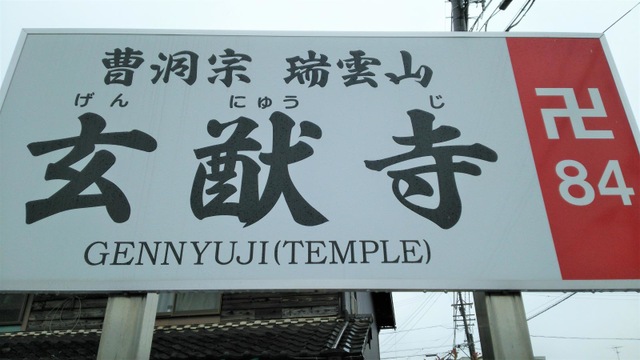 曹洞宗 瑞雲山
げん にゅう じ
玄猷寺
GENNYUJI(TEMPLE)
卍
84